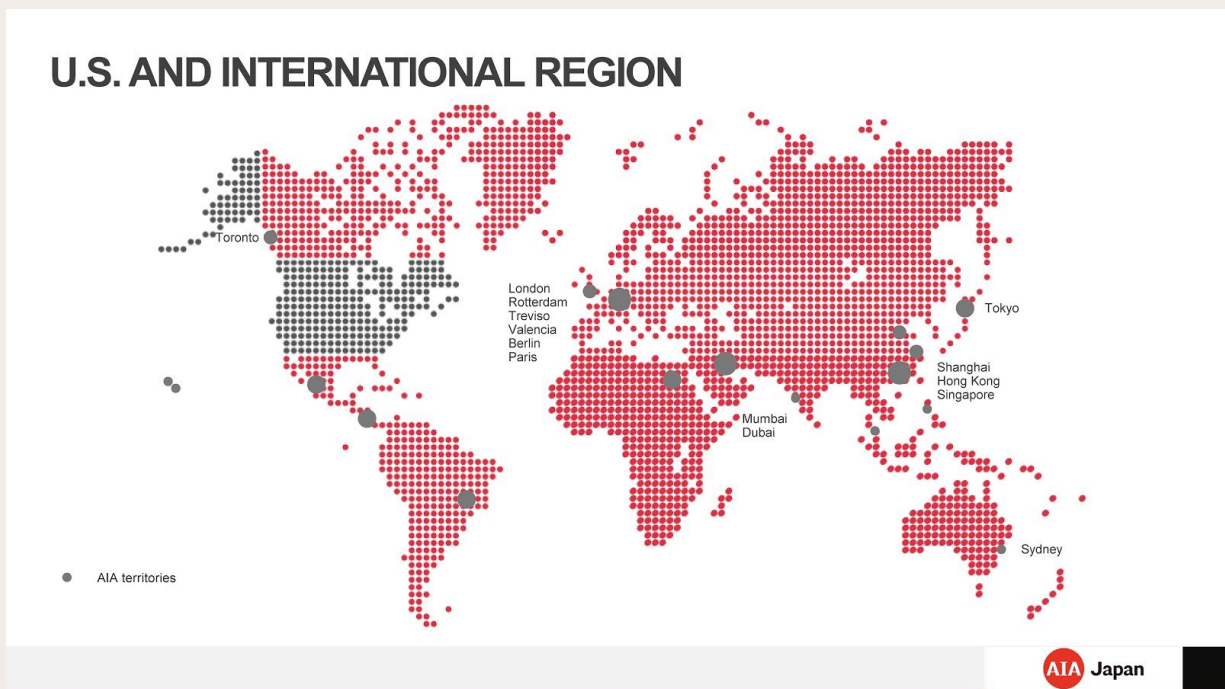 U.S. AND INTERNATIONAL REGION
Toronto
London
Rotterdam
Treviso
Valencia
Berlin
Paris
Tokyo
Shanghai
Hong Kong
Singapore
Mumbai
Dubai
Sydney
AIA territories
AIA Japan